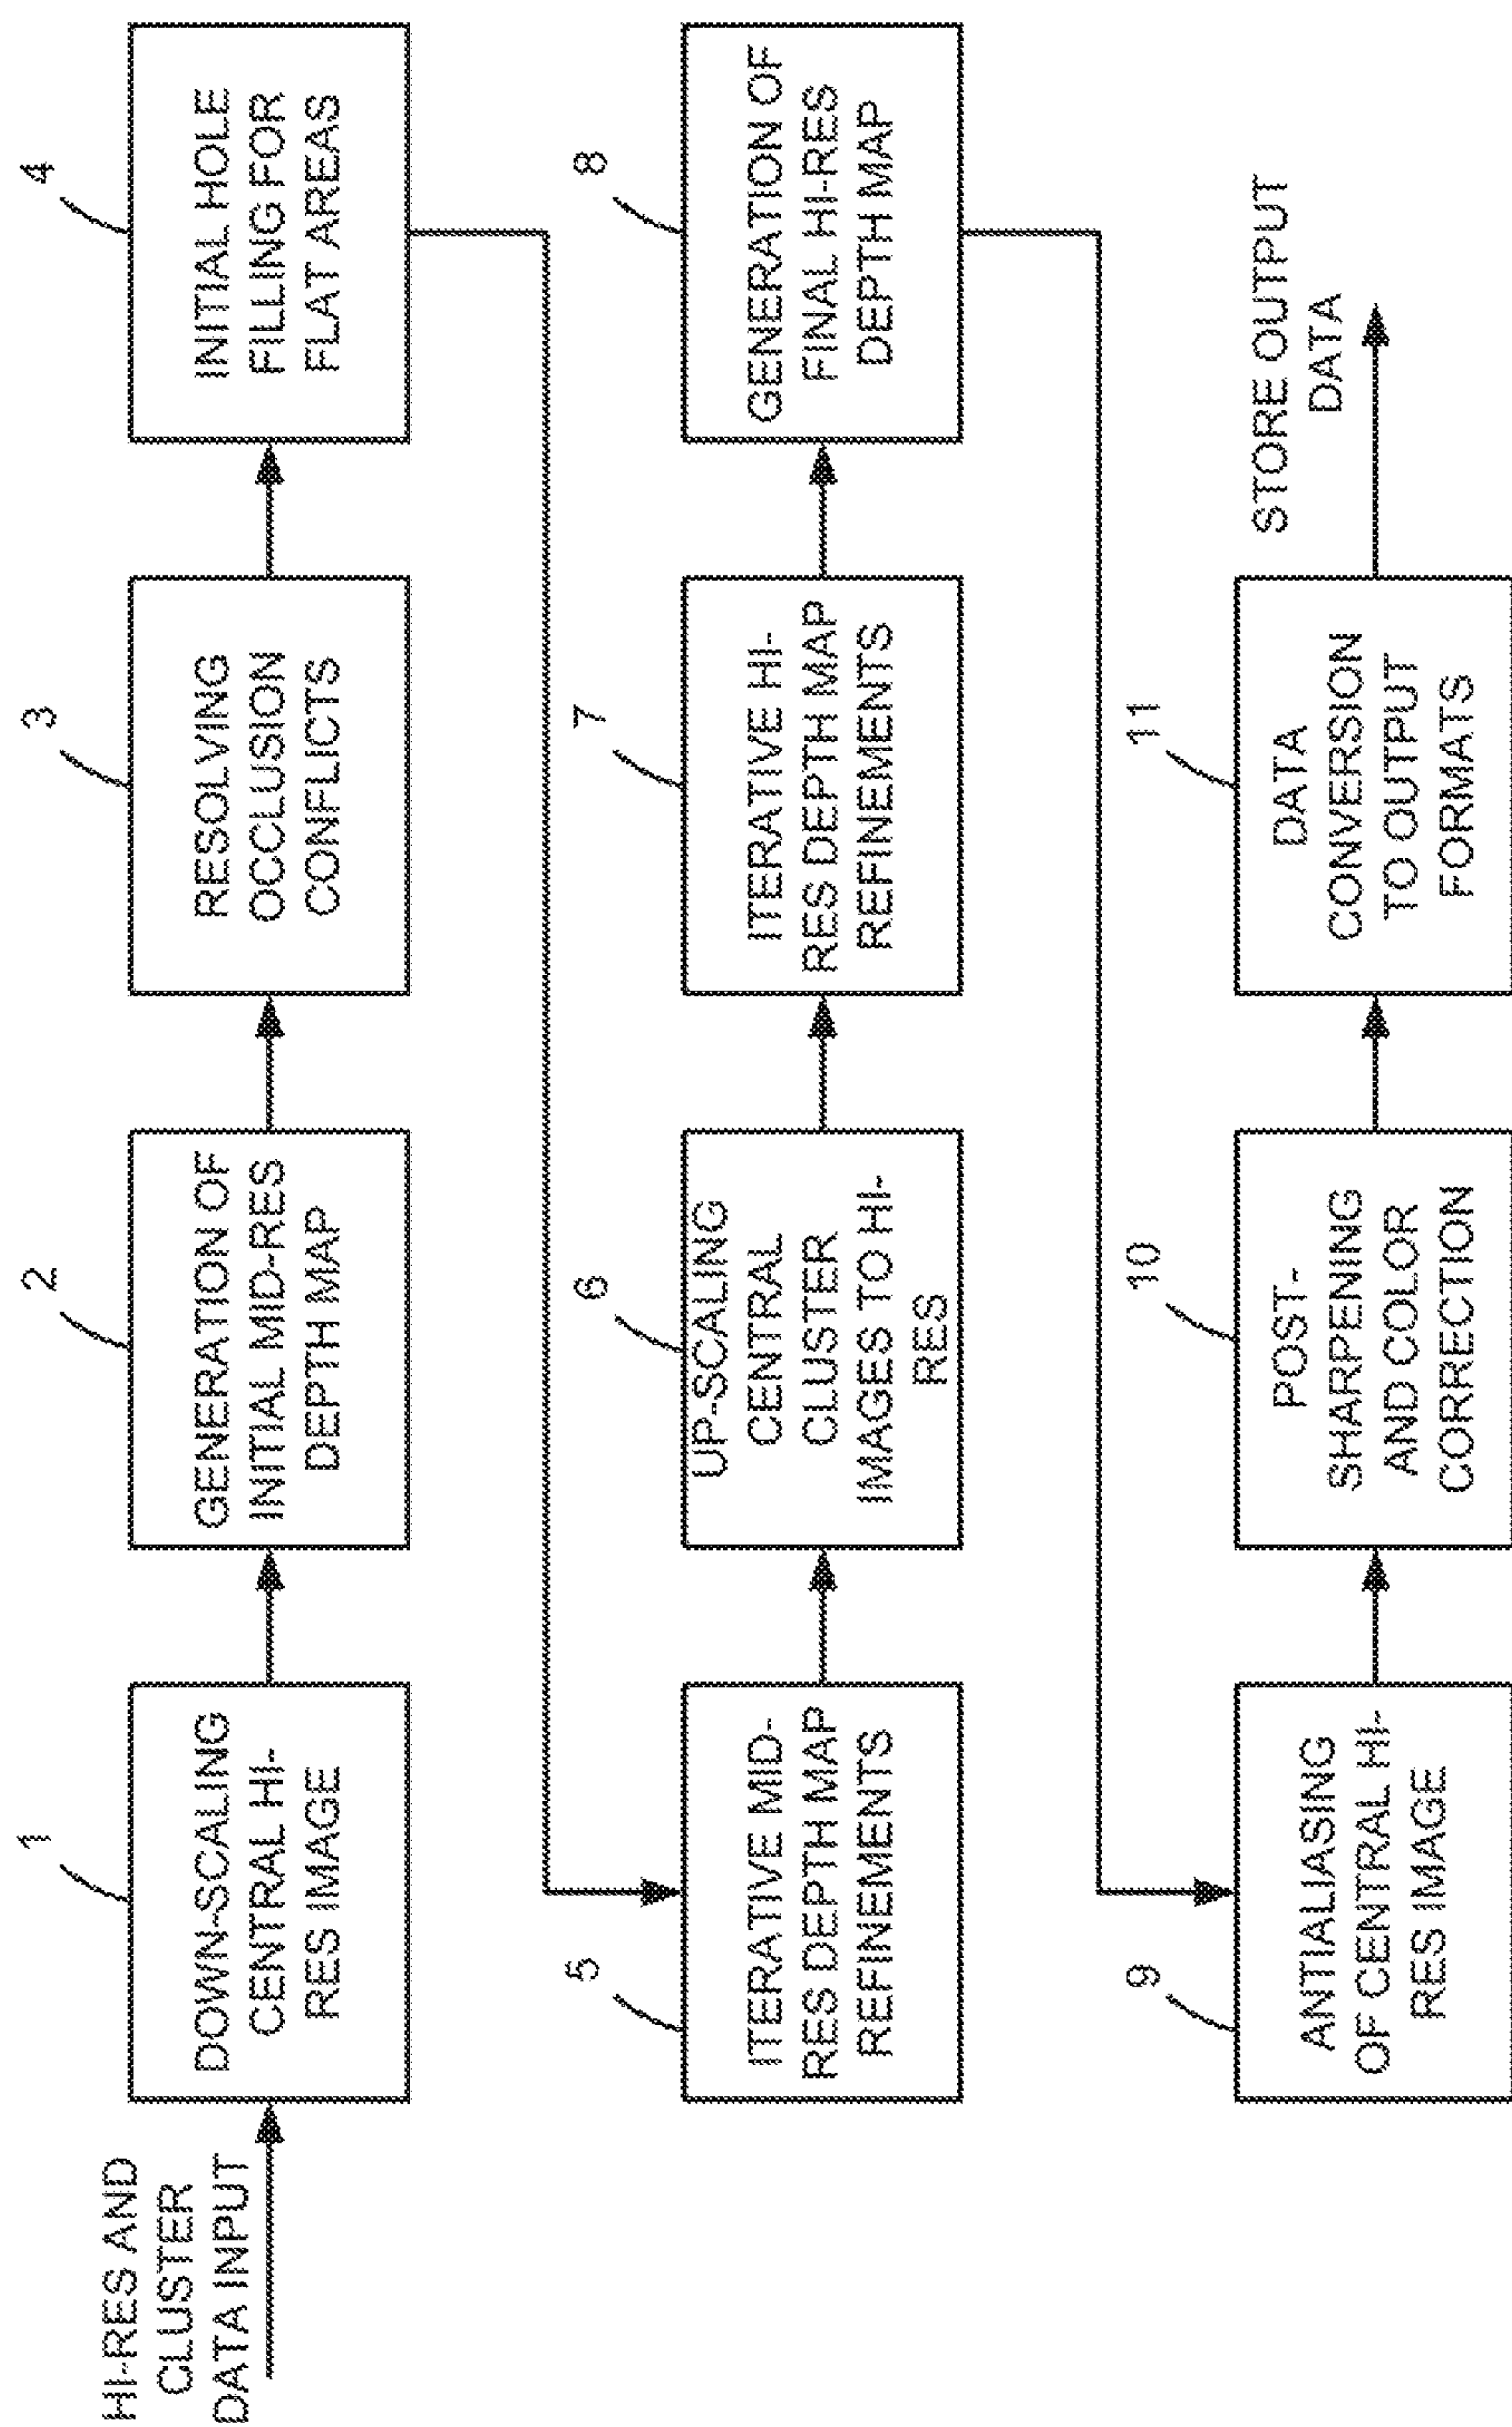 HI-RES AND
CLUSTER
DATA INPUT
1
DOWN-SCALING
CENTRAL HI-
RES IMAGE
2
GENERATION OF
INITIAL MID-RES
DEPTH MAP
3
RESOLVING
OCCLUSION
CONFLICTS
4
INITIAL HOLE
FILLING FOR
FLAT AREAS
5
ITERATIVE MID-
RES DEPTH MAP
REFINEMENTS
6
UP-SCALING
CENTRAL
CLUSTER
IMAGES TO HI-
RES
7
ITERATIVE HI-
RES DEPTH MAP
REFINEMENTS
8
GENERATION OF
FINAL HI-RES
DEPTH MAP
9
ANTIALIASING
OF CENTRAL HI-
RES IMAGE
10
POST-
SHARPENING
AND COLOR
CORRECTION
11
DATA
CONVERSION
TO OUTPUT
FORMATS
STORE OUTPUT
DATA